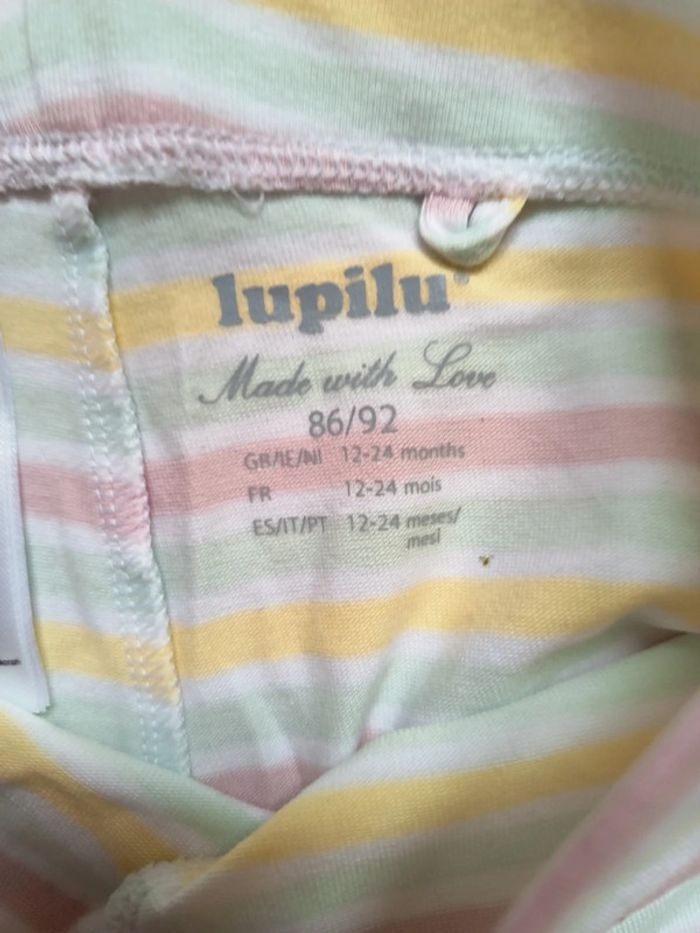 lupilu®
Made with Love
86/92
GB/IE/NI 12-24 months
FR 12-24 mois
ES/IT/PT 12-24 meses/
mesi